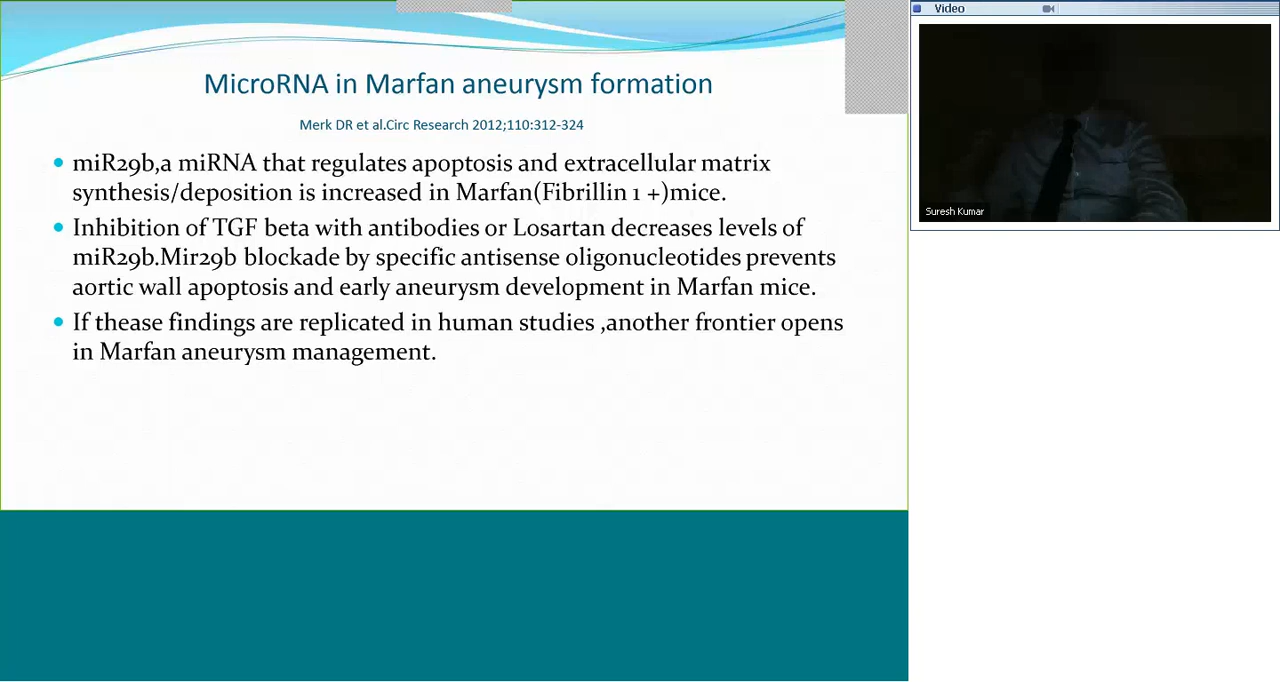 MicroRNA in Marfan aneurysm formation
Merk DR et al.Circ Research 2012;110:312-324
miR29b,a miRNA that regulates apoptosis and extracellular matrix
synthesis/deposition is increased in Marfan(Fibrillin 1 +)mice.
Inhibition of TGF beta with antibodies or Losartan decreases levels of
miR29b.Mir29b blockade by specific antisense oligonucleotides prevents
aortic wall apoptosis and early aneurysm development in Marfan mice.
If thease findings are replicated in human studies ,another frontier opens
in Marfan aneurysm management.
Video
Suresh Kumar